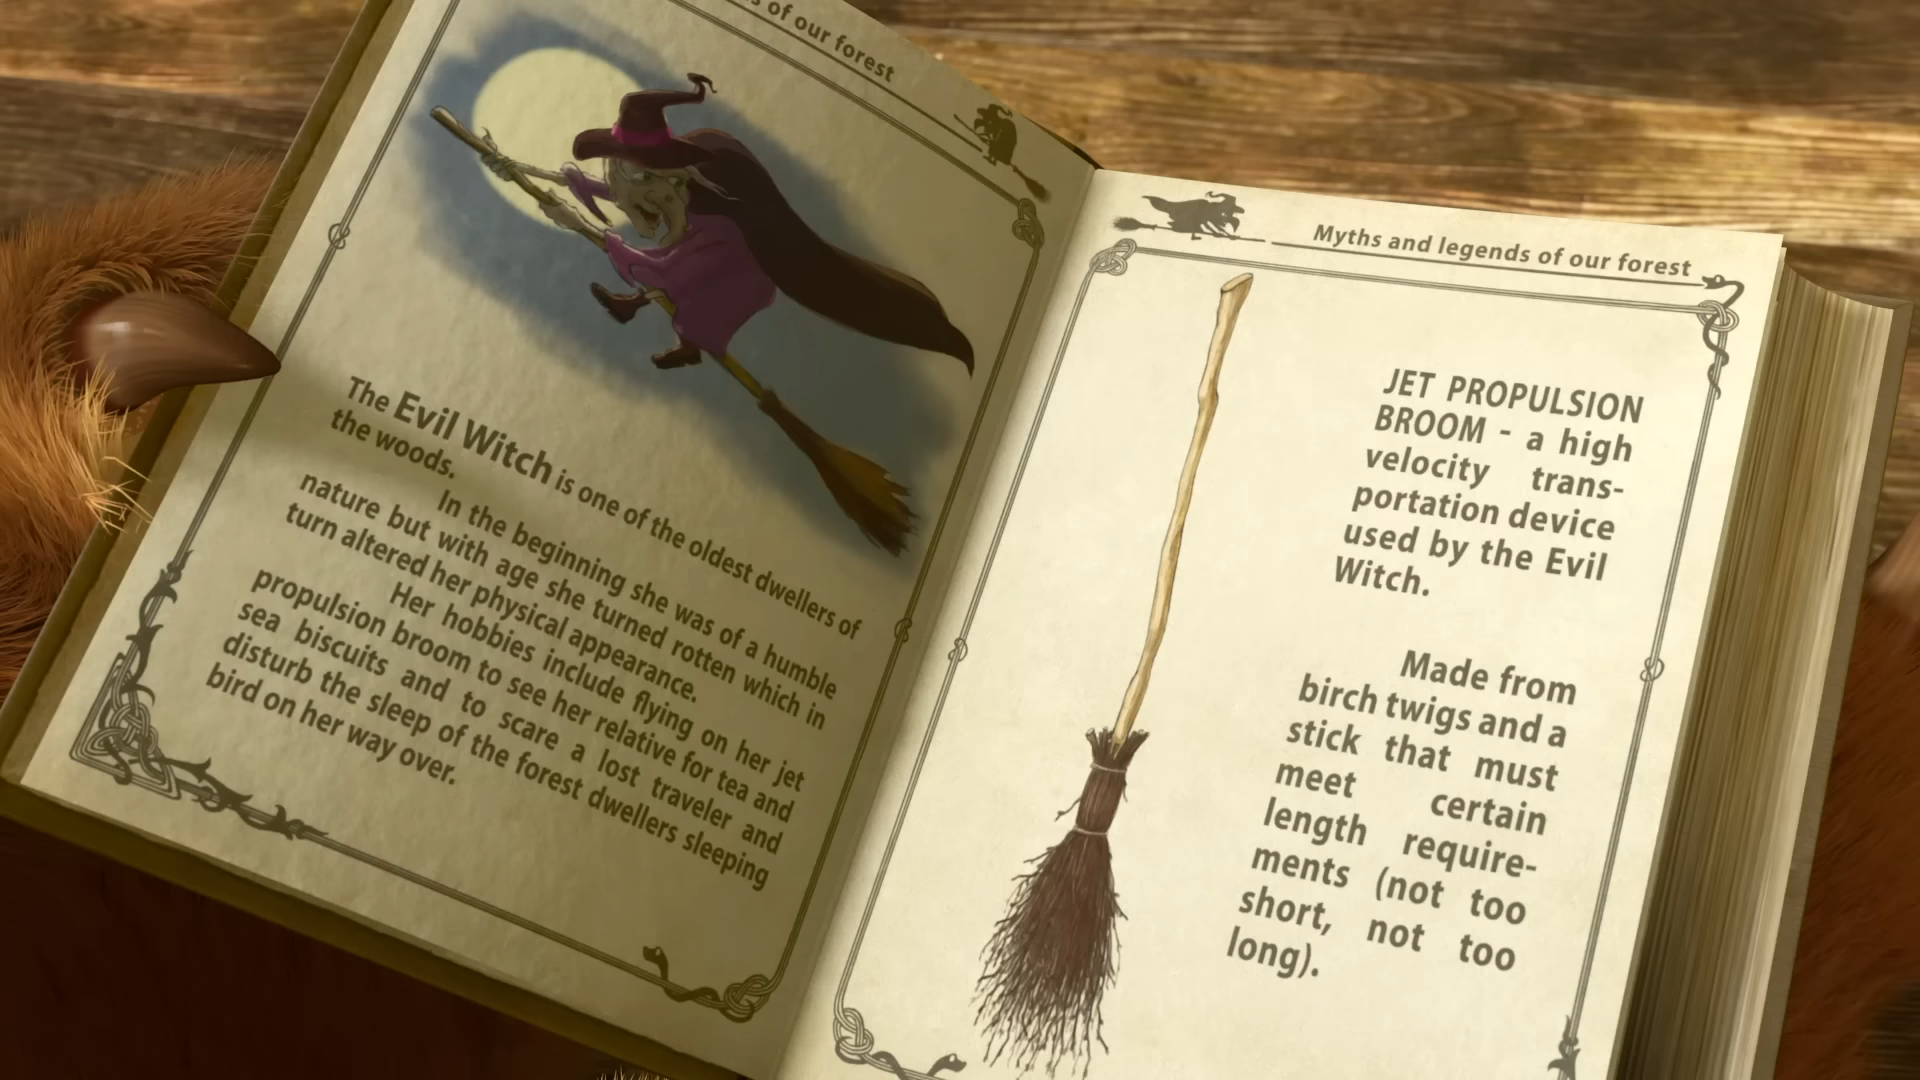 s of our forest
The Evil Witch is one of the oldest dwellers of
the woods.
In the beginning she was of a humble
nature but with age she turned rotten which in
turn altered her physical appearance.
Her hobbies include flying on her jet
propulsion broom to see her relative for tea and
sea biscuits and to scare a lost traveler and
disturb the sleep of the forest dwellers sleeping
bird on her way over.
Myths and legends of our forest
JET PROPULSION
BROOM - a high
velocity trans-
portation device
used by the Evil
Witch.
Made from
birch twigs and a
stick that must
meet certain
length require-
ments (not too
short, not too
long).